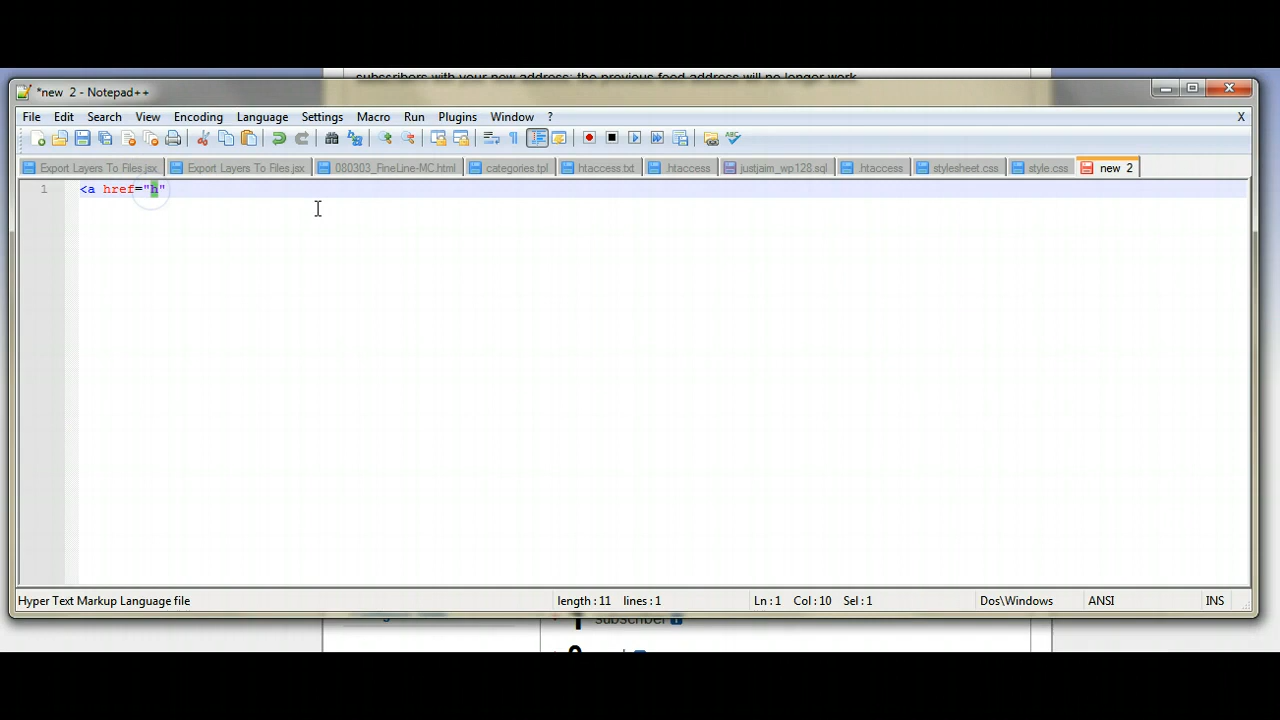 subscribers with your new address; the previous feed address will no longer work
*new  2 - Notepad++
File Edit Search View Encoding Language Settings Macro Run Plugins Window ? X
Export Layers To Files.jsx Export Layers To Files.jsx 080303_FineLine-MC.html categories.tpl htaccess.txt .htaccess justjaim_wp128.sql .htaccess stylesheet.css style.css new 2
1 <a href="h"
Hyper Text Markup Language file length : 11 lines : 1 Ln : 1 Col : 10 Sel : 1 Dos\Windows ANSI INS
subscriber